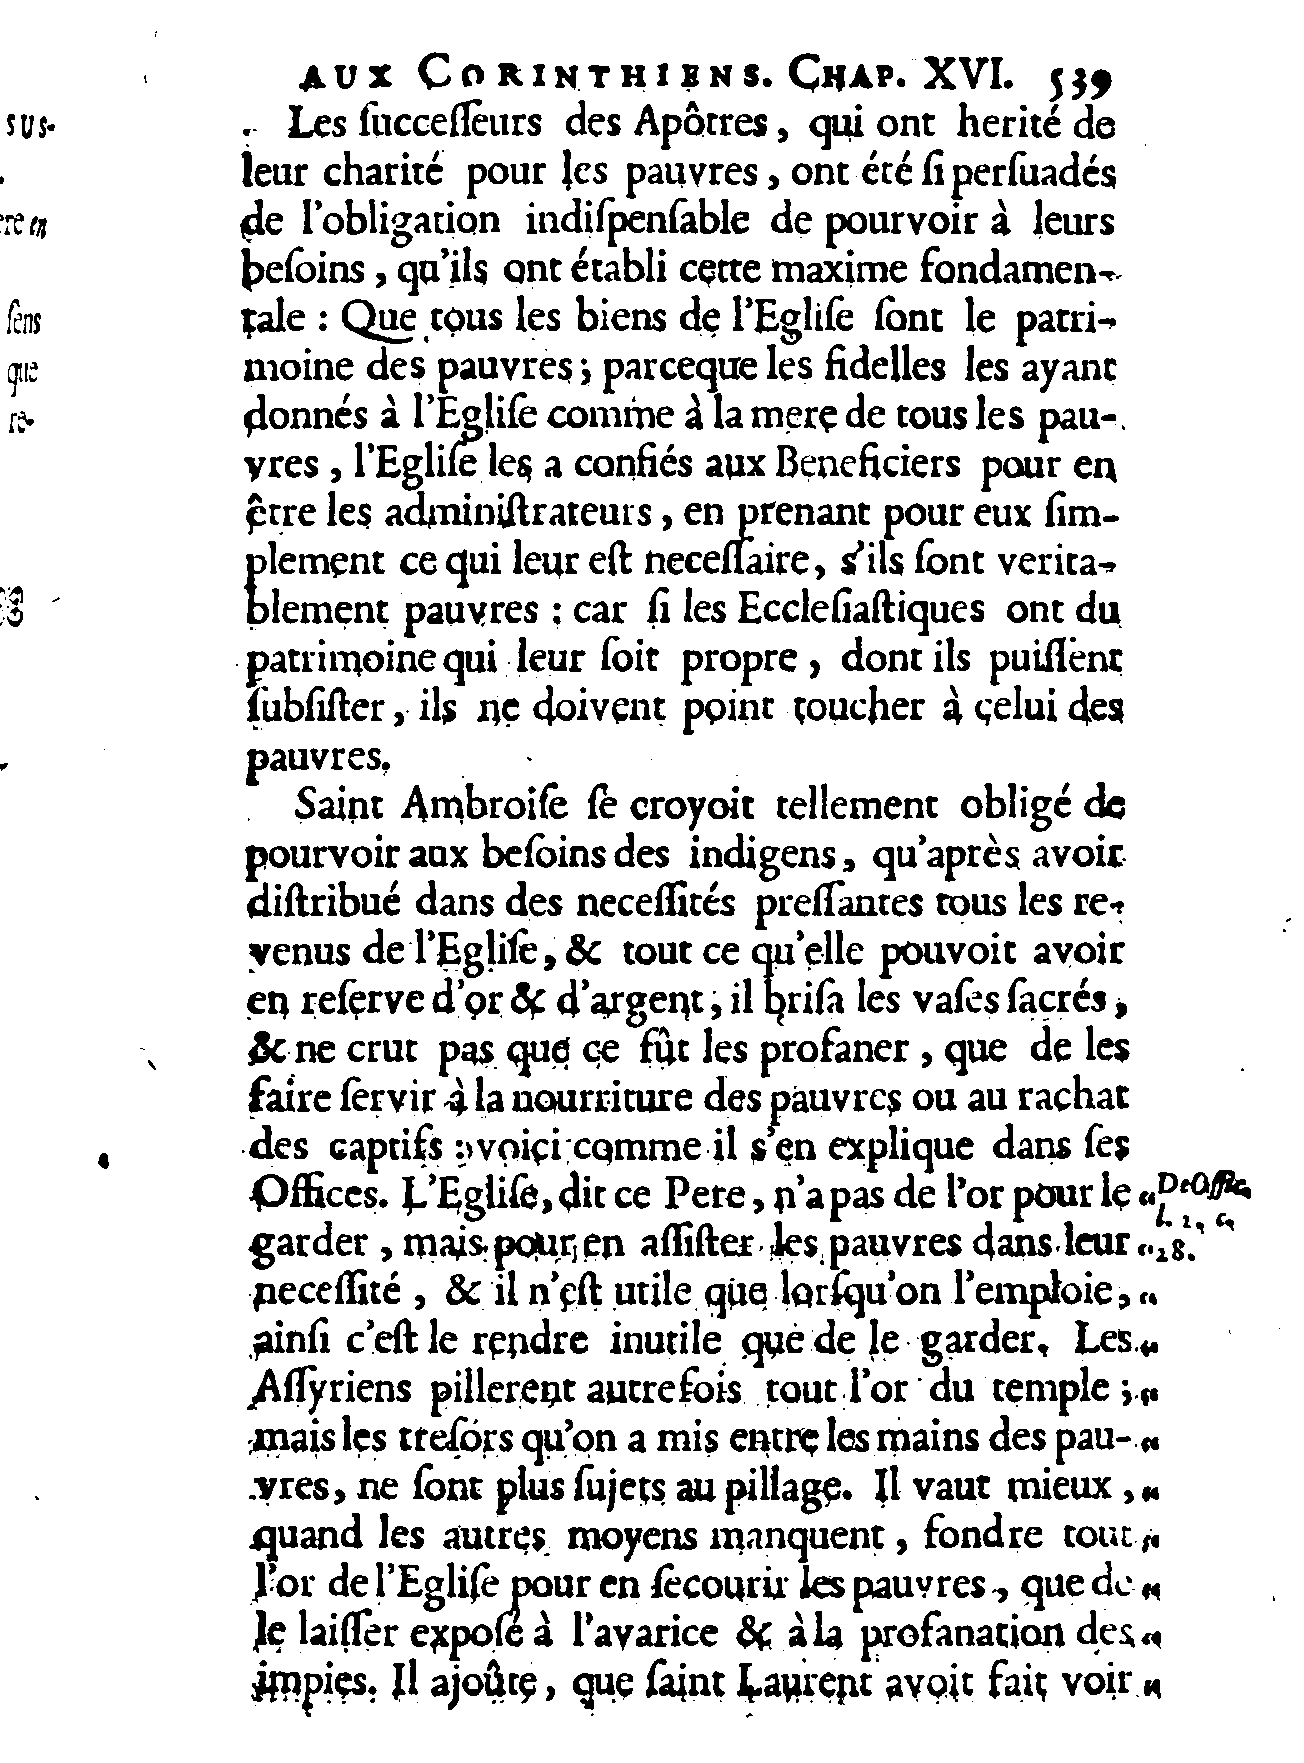 AUX CORINTHIENS. CHAP. XVI. 539
Les ſucceſſeurs des Apôtres, qui ont herité de
leur charité pour les pauvres, ont été ſi perſuadés
de l'obligation indiſpenſable de pourvoir à leurs
beſoins, qu'ils ont établi cette maxime fondamen-
tale : Que tous les biens de l'Egliſe ſont le patri-
moine des pauvres; parceque les fidelles les ayant
donnés à l'Egliſe comme à la mere de tous les pau-
vres, l'Egliſe les a confiés aux Beneficiers pour en
être les adminiſtrateurs, en prenant pour eux ſim-
plement ce qui leur eſt neceſſaire, s'ils ſont verita-
blement pauvres : car ſi les Eccleſiaſtiques ont du
patrimoine qui leur ſoit propre, dont ils puiſſent
ſubſiſter, ils ne doivent point toucher à celui des
pauvres.
Saint Ambroiſe ſe croyoit tellement obligé de
pourvoir aux beſoins des indigens, qu'après avoir
diſtribué dans des neceſſités preſſantes tous les re-
venus de l'Egliſe, & tout ce qu'elle pouvoit avoir
en reſerve d'or & d'argent, il briſa les vaſes ſacrés,
& ne crut pas que ce fût les profaner, que de les
faire ſervir à la nourriture des pauvres ou au rachat
des captifs : voici comme il s'en explique dans ſes
Offices. L'Egliſe, dit ce Pere, n'a pas de l'or pour le “ De Offic.
garder, mais pour en aſſiſter les pauvres dans leur “ l. 2. c. 28.
neceſſité, & il n'eſt utile que lorſqu'on l'emploie, “
ainſi c'eſt le rendre inutile que de le garder. Les “
Aſſyriens pillerent autrefois tout l'or du temple ; “
mais les treſors qu'on a mis entre les mains des pau- “
vres, ne ſont plus ſujets au pillage. Il vaut mieux, “
quand les autres moyens manquent, fondre tout “
l'or de l'Egliſe pour en ſecourir les pauvres, que de “
le laiſſer expoſé à l'avarice & à la profanation des “
impies. Il ajoûte, que ſaint Laurent avoit fait voir “
sus-
re en
ſens
que
re-